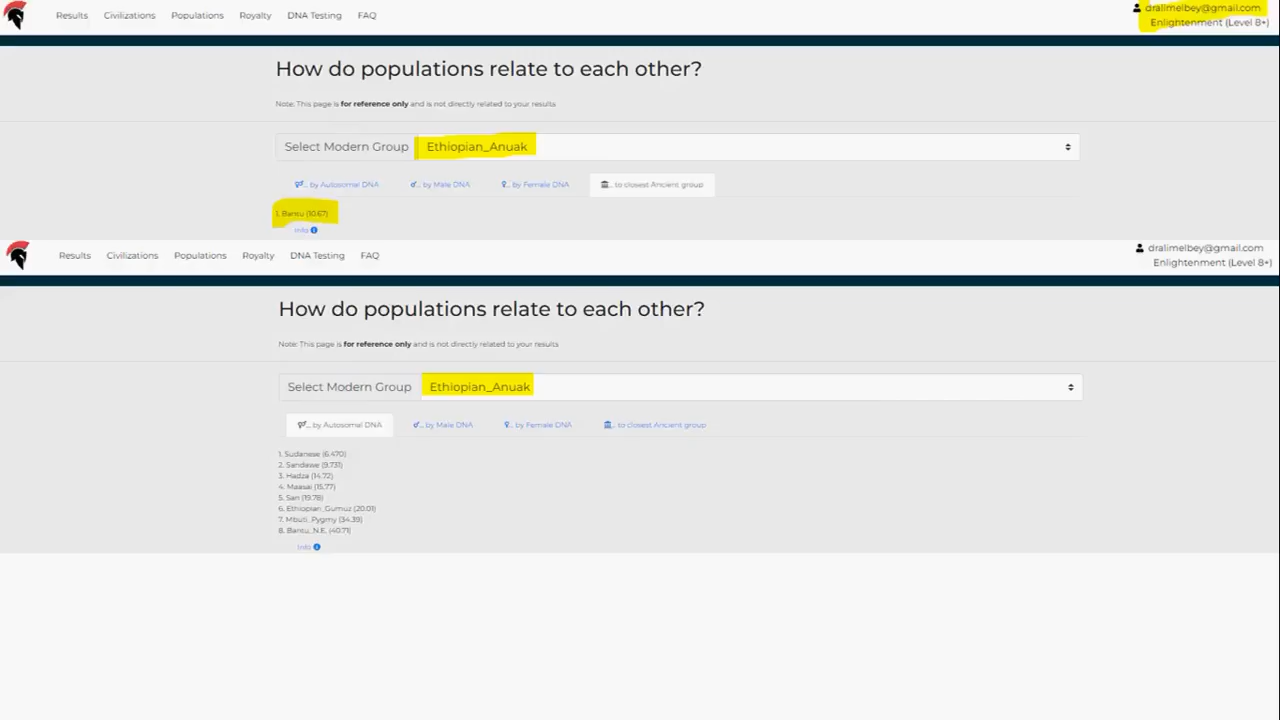 Results Civilizations Populations Royalty DNA Testing FAQ
dralimelbey@gmail.com
Enlightenment (Level 8+)
How do populations relate to each other?
Note: This page is for reference only and is not directly related to your results
Select Modern Group Ethiopian_Anuak
... by Autosomal DNA ... by Male DNA ... by Female DNA ... to closest Ancient group
1. Bantu (10.67)
Info
Results Civilizations Populations Royalty DNA Testing FAQ
dralimelbey@gmail.com
Enlightenment (Level 8+)
How do populations relate to each other?
Note: This page is for reference only and is not directly related to your results
Select Modern Group Ethiopian_Anuak
... by Autosomal DNA ... by Male DNA ... by Female DNA ... to closest Ancient group
1. Sudanese (6.470)
2. Sandawe (9.731)
3. Hadza (14.72)
4. Maasai (15.77)
5. San (19.78)
6. Ethiopian_Gumuz (20.01)
7. Mbuti_Pygmy (34.39)
8. Bantu_N.E. (40.71)
Info